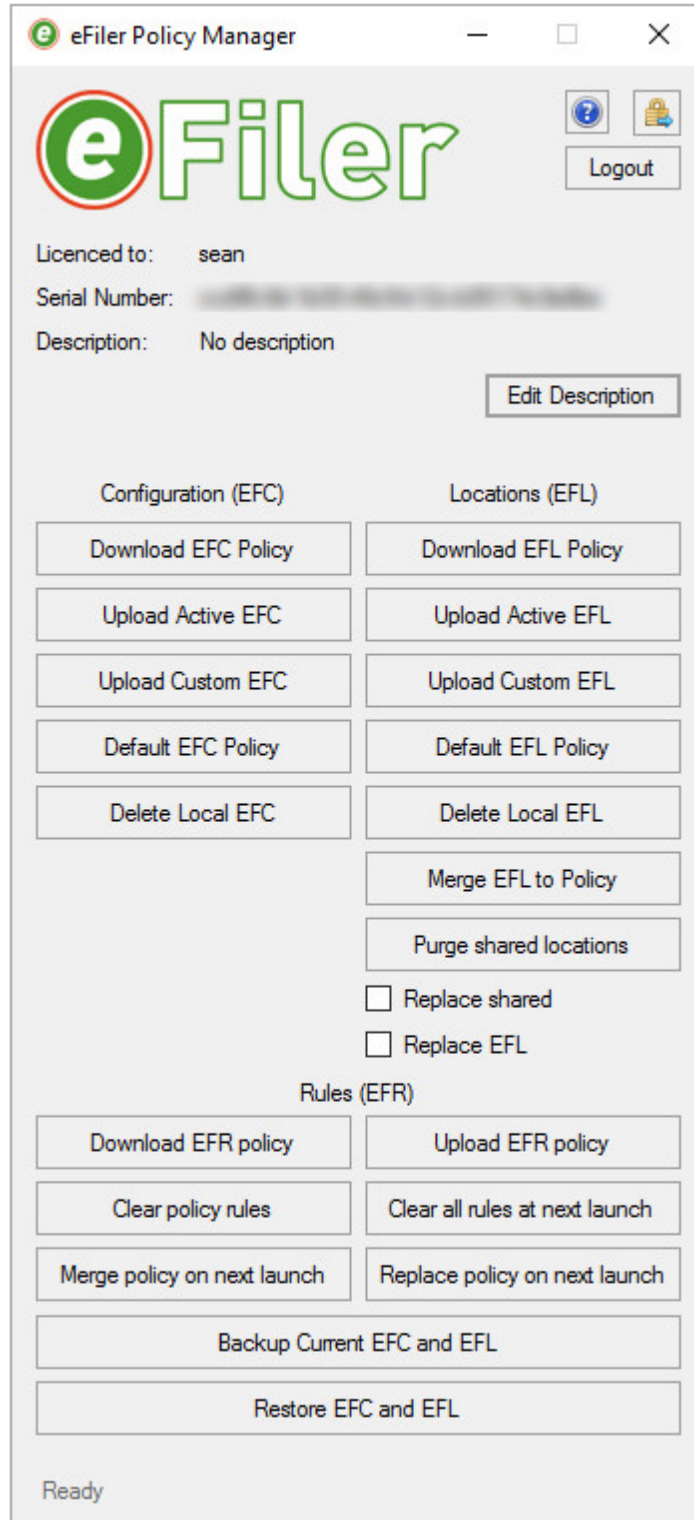 eFiler Policy Manager
eFiler
Logout
Licenced to: sean
Serial Number:
Description: No description
Edit Description
Configuration (EFC) Locations (EFL)
Download EFC Policy Download EFL Policy
Upload Active EFC Upload Active EFL
Upload Custom EFC Upload Custom EFL
Default EFC Policy Default EFL Policy
Delete Local EFC Delete Local EFL
Merge EFL to Policy
Purge shared locations
Replace shared
Replace EFL
Rules (EFR)
Download EFR policy Upload EFR policy
Clear policy rules Clear all rules at next launch
Merge policy on next launch Replace policy on next launch
Backup Current EFC and EFL
Restore EFC and EFL
Ready